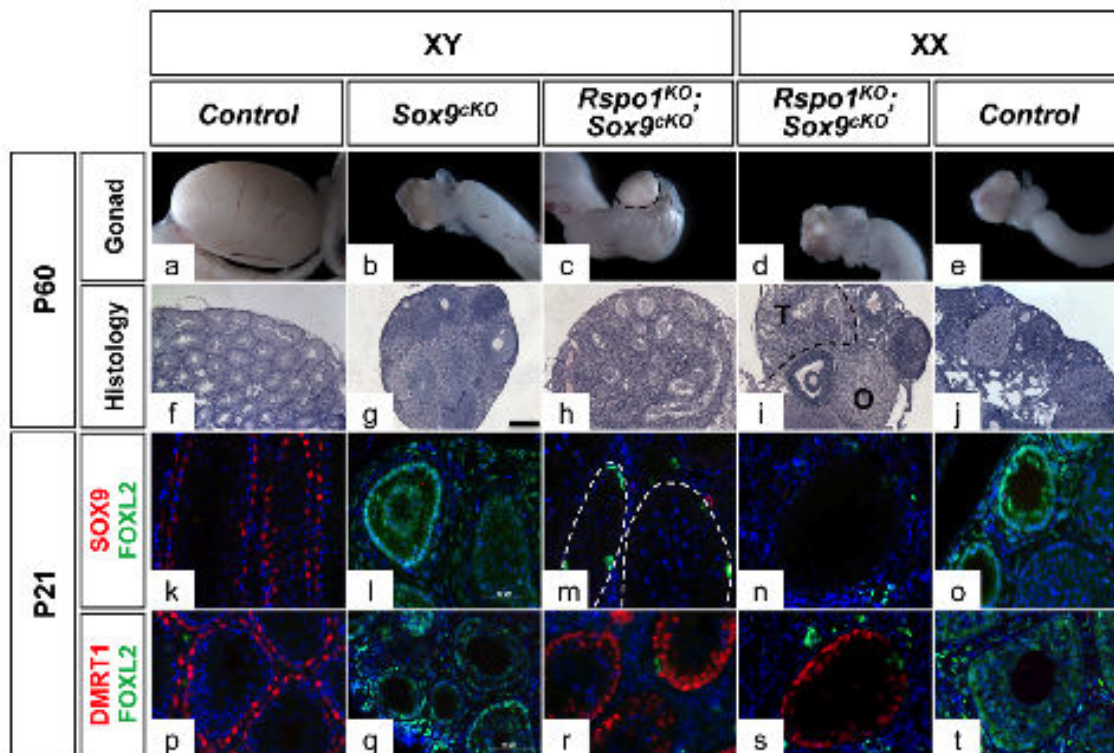 XY XX
Control Sox9cKO Rspo1KO; Rspo1KO; Control
Sox9cKO Sox9cKO
P60
Gonad
a b c d e
Histology
T
O
f g h i j
P21
SOX9
FOXL2
k l m n o
DMRT1
FOXL2
p q r s t